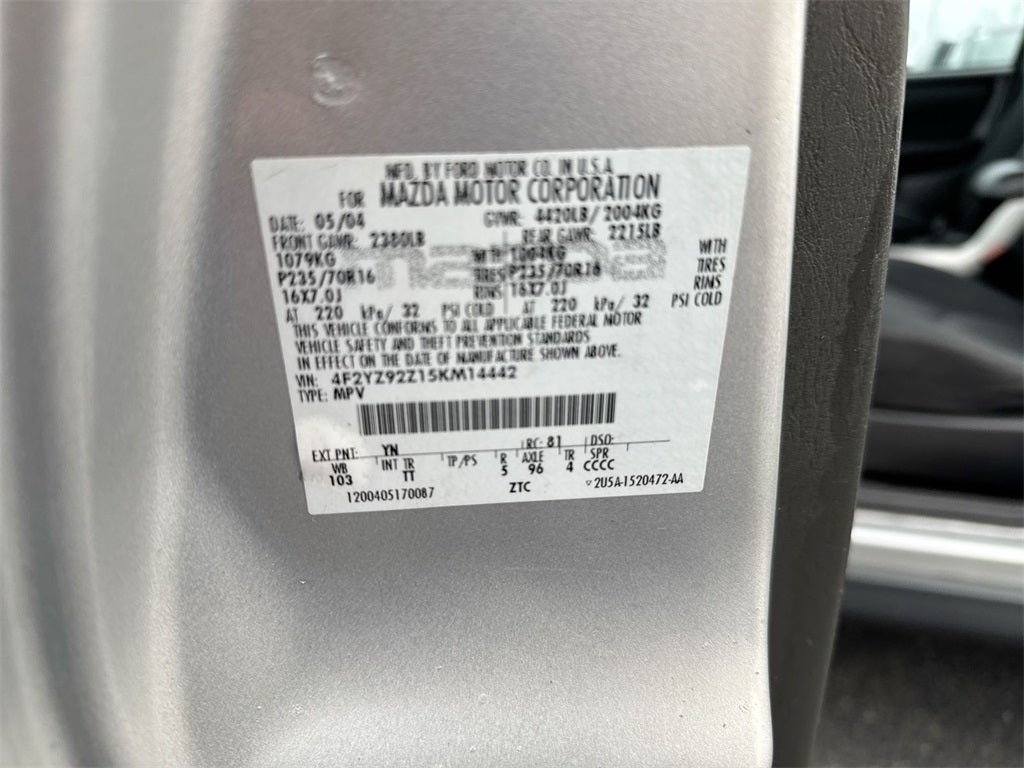 MFD. BY FORD MOTOR CO. IN U.S.A.
FOR MAZDA MOTOR CORPORATION
DATE: 05/04 GVWR: 4420LB/ 2004KG
FRONT GAWR: 2380LB REAR GAWR: 2215LB
1079KG WITH 1004KG WITH
P235/70R16 TIRES P235/70R16 TIRES
16X7.0J RIMS 16X7.0J RIMS
AT 220 kPa/ 32 PSI COLD AT 220 kPa/ 32 PSI COLD
THIS VEHICLE CONFORMS TO ALL APPLICABLE FEDERAL MOTOR
VEHICLE SAFETY AND THEFT PREVENTION STANDARDS
IN EFFECT ON THE DATE OF MANUFACTURE SHOWN ABOVE.
VIN: 4F2YZ92Z15KM14442
TYPE: MPV
EXT PNT: YN RC: 81 DSO:
WB INT TR TP/PS R AXLE TR SPR
103 TT 5 96 4 CCCC
1200405170087 ZTC ▽2U5A-1520472-AA